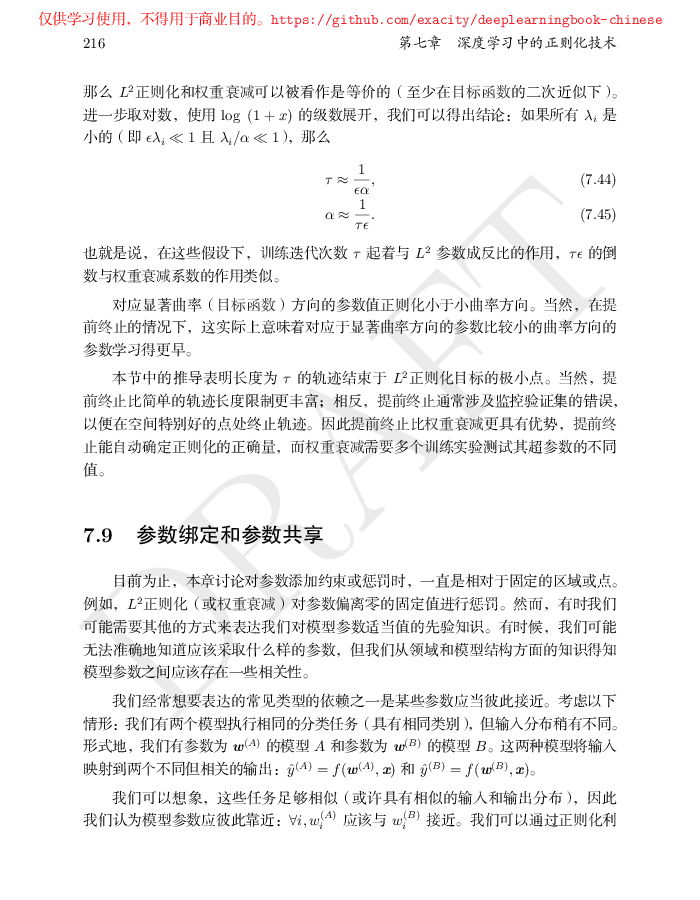 仅供学习使用，不得用于商业目的。https://github.com/exacity/deeplearningbook-chinese
216 第七章 深度学习中的正则化技术
那么 L²正则化和权重衰减可以被看作是等价的（至少在目标函数的二次近似下）。
进一步取对数，使用 log (1 + x) 的级数展开，我们可以得出结论：如果所有 λᵢ 是
小的（即 ϵλᵢ ≪ 1 且 λᵢ/α ≪ 1），那么
τ ≈ 1/(ϵα), (7.44)
α ≈ 1/(τϵ). (7.45)
也就是说，在这些假设下，训练迭代次数 τ 起着与 L² 参数成反比的作用，τϵ 的倒
数与权重衰减系数的作用类似。
对应显著曲率（目标函数）方向的参数值正则化小于小曲率方向。当然，在提
前终止的情况下，这实际上意味着对应于显著曲率方向的参数比较小的曲率方向的
参数学习得更早。
本节中的推导表明长度为 τ 的轨迹结束于 L²正则化目标的极小点。当然，提
前终止比简单的轨迹长度限制更丰富；相反，提前终止通常涉及监控验证集的错误，
以便在空间特别好的点处终止轨迹。因此提前终止比权重衰减更具有优势，提前终
止能自动确定正则化的正确量，而权重衰减需要多个训练实验测试其超参数的不同
值。
7.9 参数绑定和参数共享
目前为止，本章讨论对参数添加约束或惩罚时，一直是相对于固定的区域或点。
例如，L²正则化（或权重衰减）对参数偏离零的固定值进行惩罚。然而，有时我们
可能需要其他的方式来表达我们对模型参数适当值的先验知识。有时候，我们可能
无法准确地知道应该采取什么样的参数，但我们从领域和模型结构方面的知识得知
模型参数之间应该存在一些相关性。
我们经常想要表达的常见类型的依赖之一是某些参数应当彼此接近。考虑以下
情形：我们有两个模型执行相同的分类任务（具有相同类别），但输入分布稍有不同。
形式地，我们有参数为 w⁽ᴬ⁾ 的模型 A 和参数为 w⁽ᴮ⁾ 的模型 B。这两种模型将输入
映射到两个不同但相关的输出：ŷ⁽ᴬ⁾ = f(w⁽ᴬ⁾, x) 和 ŷ⁽ᴮ⁾ = f(w⁽ᴮ⁾, x)。
我们可以想象，这些任务足够相似（或许具有相似的输入和输出分布），因此
我们认为模型参数应彼此靠近：∀i, wᵢ⁽ᴬ⁾ 应该与 wᵢ⁽ᴮ⁾ 接近。我们可以通过正则化利
DRAFT